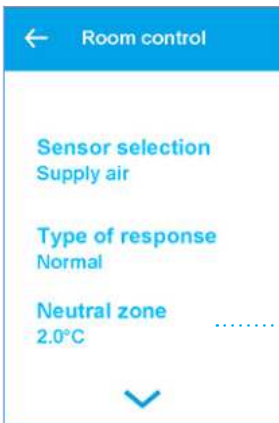 Room control
Sensor selection
Supply air
Type of response
Normal
Neutral zone
2.0°C